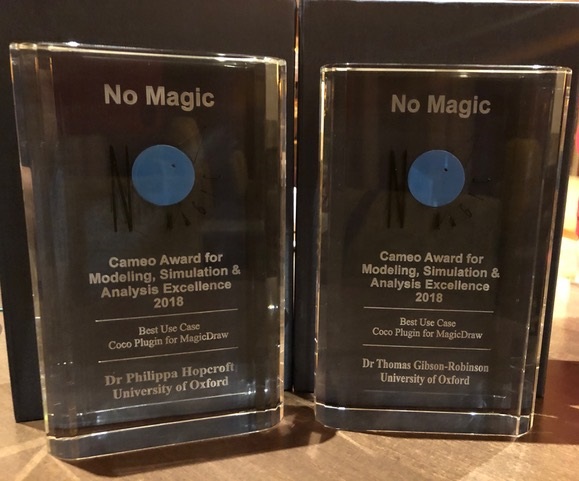 No Magic
Cameo Award for
Modeling, Simulation &
Analysis Excellence
2018
Best Use Case
Coco Plugin for MagicDraw
Dr Philippa Hopcroft
University of Oxford
No Magic
Cameo Award for
Modeling, Simulation &
Analysis Excellence
2018
Best Use Case
Coco Plugin for MagicDraw
Dr Thomas Gibson-Robinson
University of Oxford